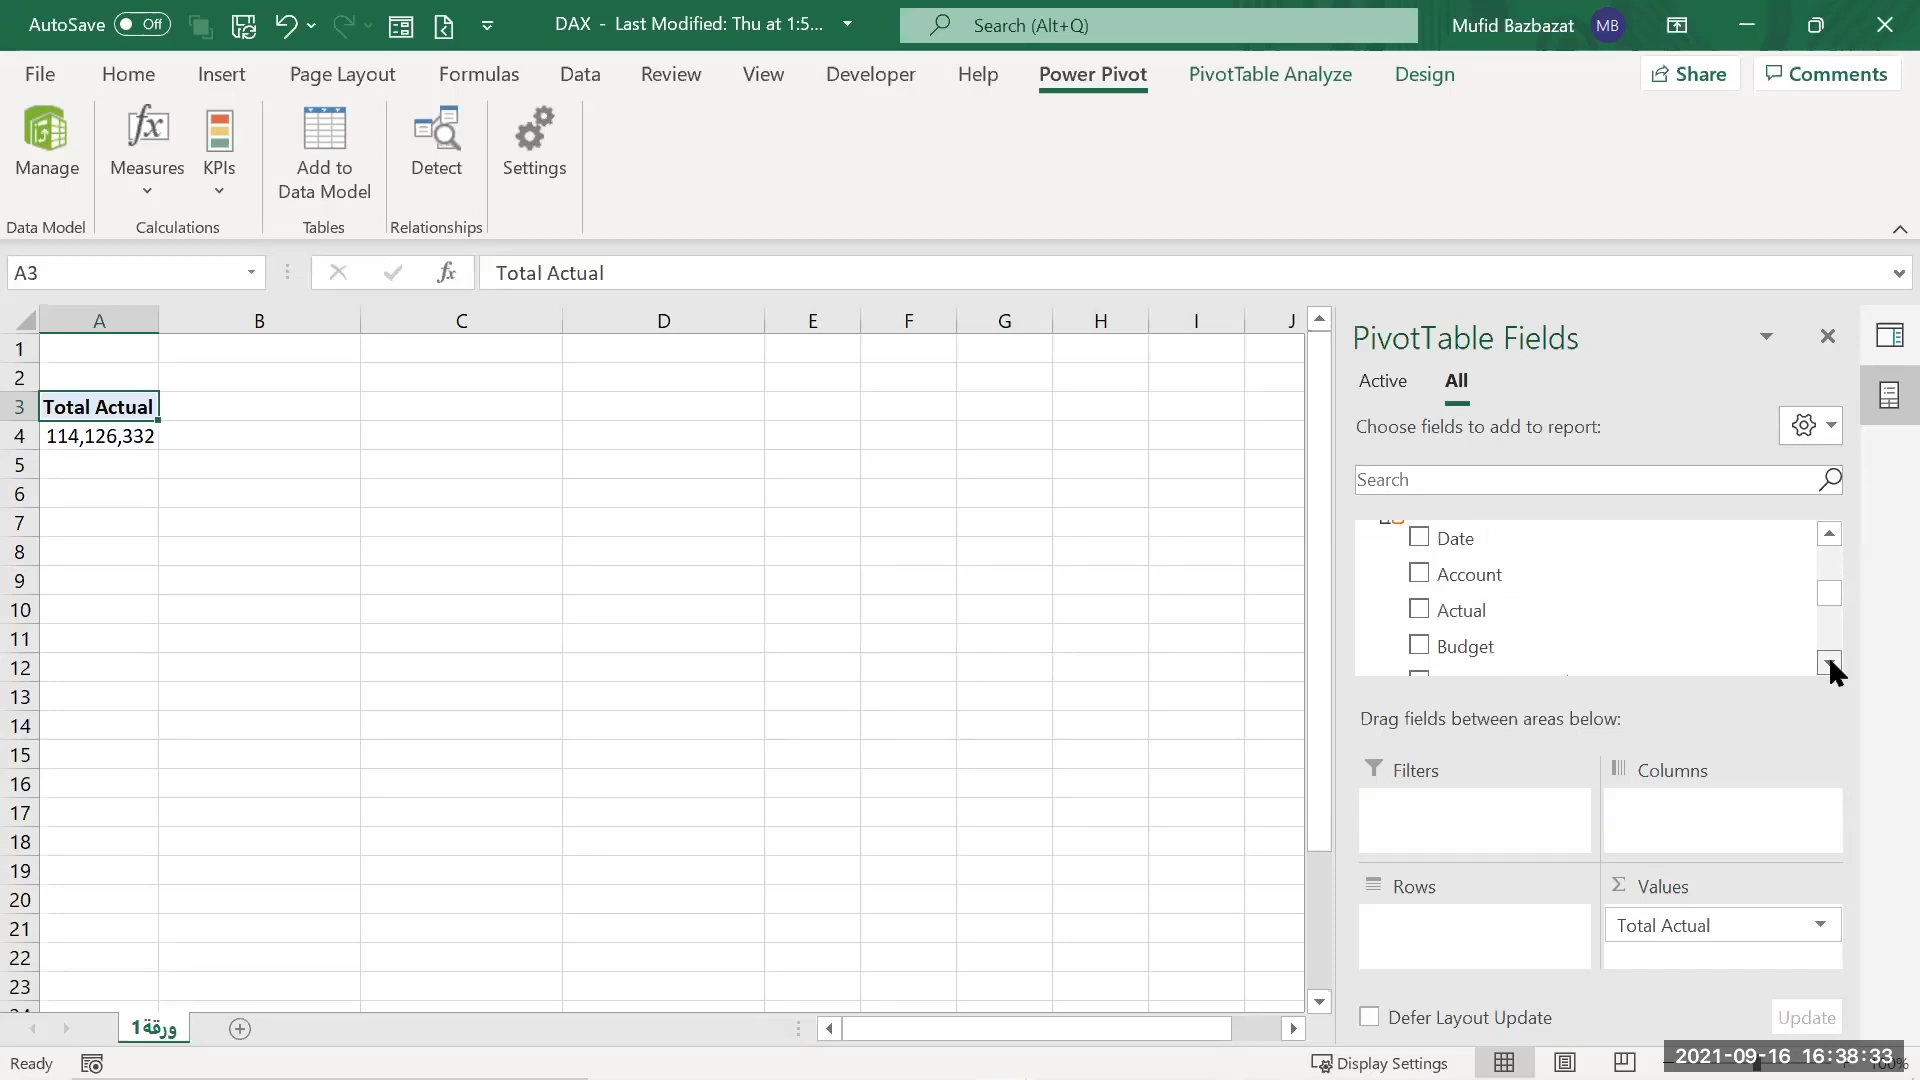 AutoSave Off DAX - Last Modified: Thu at 1:5... Search (Alt+Q) Mufid Bazbazat MB
File Home Insert Page Layout Formulas Data Review View Developer Help Power Pivot PivotTable Analyze Design Share Comments
Manage Measures KPIs Add to Data Model Detect Settings
Data Model Calculations Tables Relationships
A3 fx Total Actual
A B C D E F G H I J
1
2
3 Total Actual
4 114,126,332
5
6
7
8
9
10
11
12
13
14
15
16
17
18
19
20
21
22
23
PivotTable Fields
Active All
Choose fields to add to report:
Search
Date
Account
Actual
Budget
Drag fields between areas below:
Filters Columns
Rows Values
Total Actual
Defer Layout Update Update
ورقة1
Ready Display Settings
2021-09-16 16:38:33